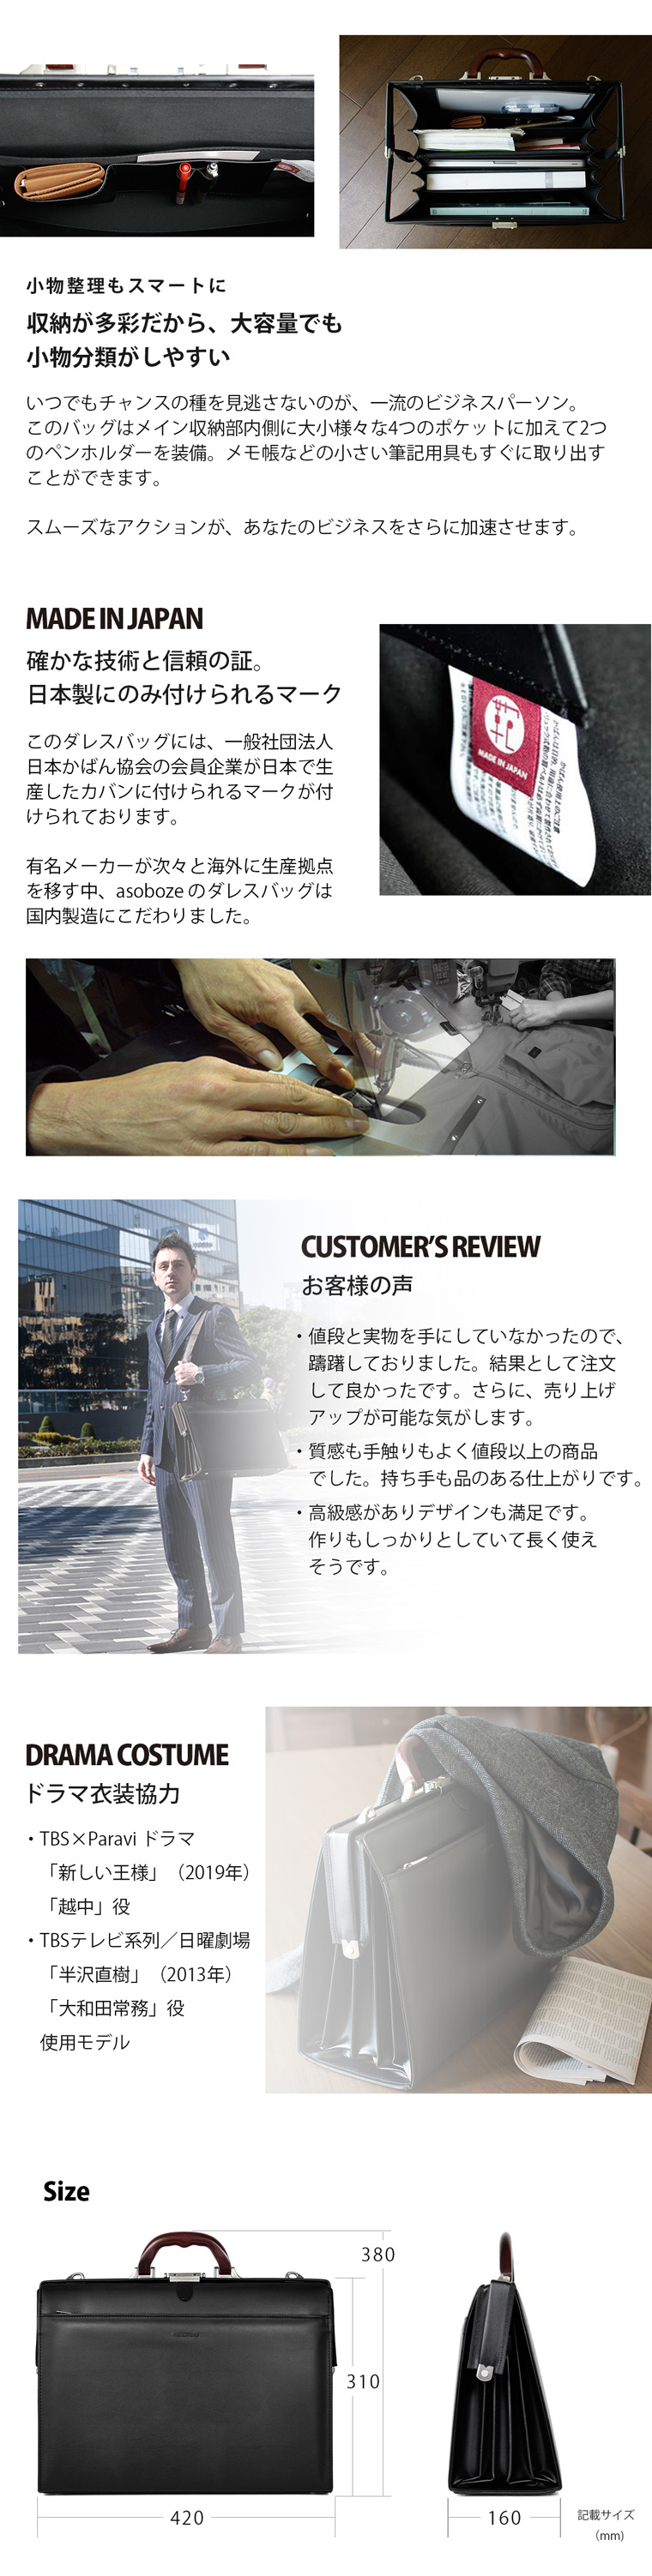 小物整理もスマートに
収納が多彩だから、大容量でも
小物分類がしやすい
いつでもチャンスの種を見逃さないのが、一流のビジネスパーソン。
このバッグはメイン収納部内側に大小様々な4つのポケットに加えて2つ
のペンホルダーを装備。メモ帳などの小さい筆記用具もすぐに取り出す
ことができます。
スムーズなアクションが、あなたのビジネスをさらに加速させます。
MADE IN JAPAN
確かな技術と信頼の証。
日本製にのみ付けられるマーク
このダレスバッグには、一般社団法人
日本かばん協会の会員企業が日本で生
産したカバンに付けられるマークが付
けられております。
有名メーカーが次々と海外に生産拠点
を移す中、asoboze のダレスバッグは
国内製造にこだわりました。
MADE IN JAPAN
CUSTOMER'S REVIEW
お客様の声
・値段と実物を手にしていなかったので、
躊躇しておりました。結果として注文
して良かったです。さらに、売り上げ
アップが可能な気がします。
・質感も手触りもよく値段以上の商品
でした。持ち手も品のある仕上がりです。
・高級感がありデザインも満足です。
作りもしっかりとしていて長く使え
そうです。
DRAMA COSTUME
ドラマ衣装協力
・TBS×Paravi ドラマ
「新しい王様」（2019年）
「越中」役
・TBSテレビ系列／日曜劇場
「半沢直樹」（2013年）
「大和田常務」役
使用モデル
Size
380
310
420
160
記載サイズ
（mm）